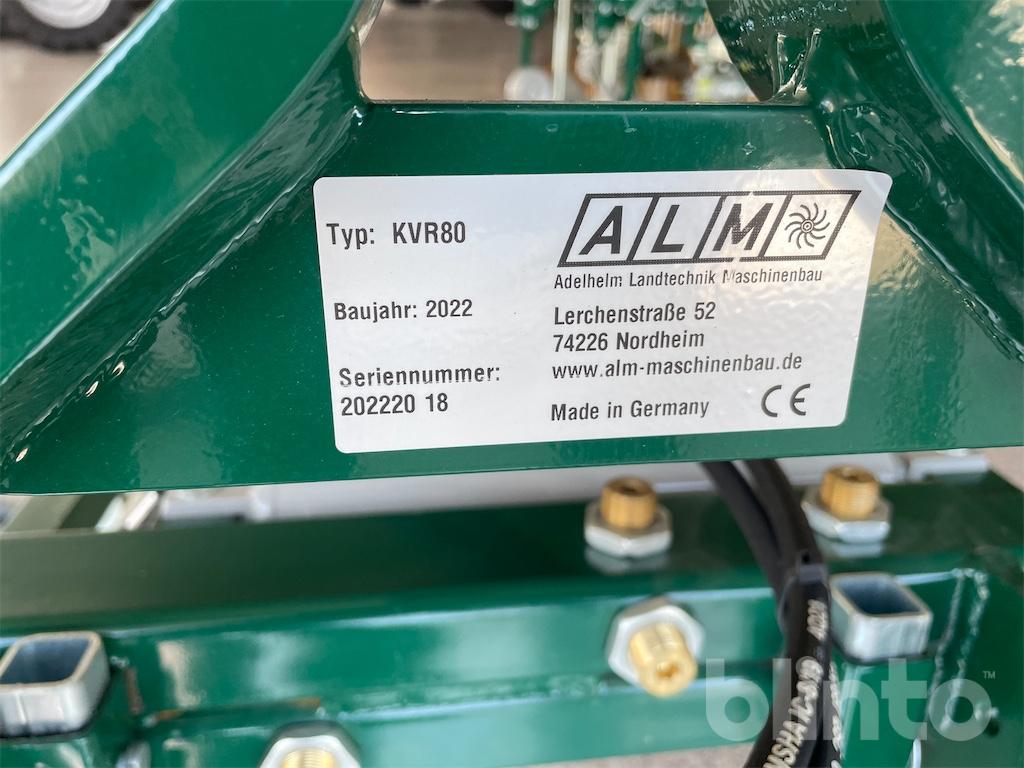 Typ: KVR80
ALM
Adelhelm Landtechnik Maschinenbau
Baujahr: 2022
Lerchenstraße 52
74226 Nordheim
www.alm-maschinenbau.de
Seriennummer:
202220 18
Made in Germany CE
blinto™